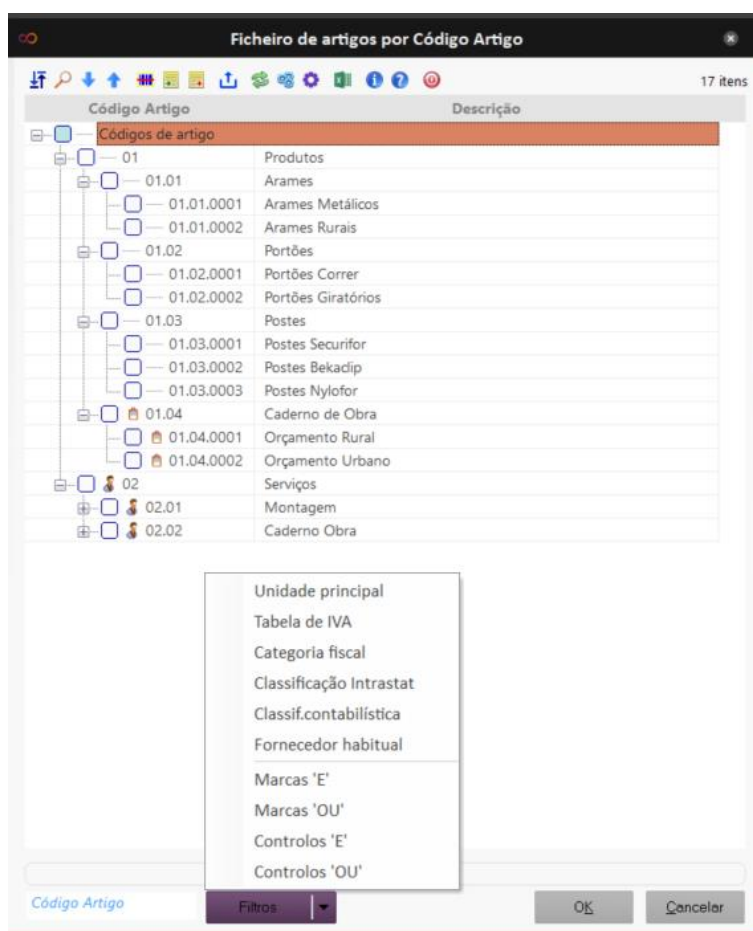 Ficheiro de artigos por Código Artigo
17 itens
Código Artigo Descrição
Códigos de artigo
01 Produtos
01.01 Arames
01.01.0001 Arames Metálicos
01.01.0002 Arames Rurais
01.02 Portões
01.02.0001 Portões Correr
01.02.0002 Portões Giratórios
01.03 Postes
01.03.0001 Postes Securifor
01.03.0002 Postes Bekaclip
01.03.0003 Postes Nylofor
01.04 Caderno de Obra
01.04.0001 Orçamento Rural
01.04.0002 Orçamento Urbano
02 Serviços
02.01 Montagem
02.02 Caderno Obra
Unidade principal
Tabela de IVA
Categoria fiscal
Classificação Intrastat
Classif.contabilística
Fornecedor habitual
Marcas 'E'
Marcas 'OU'
Controlos 'E'
Controlos 'OU'
Código Artigo Filtros OK Cancelar